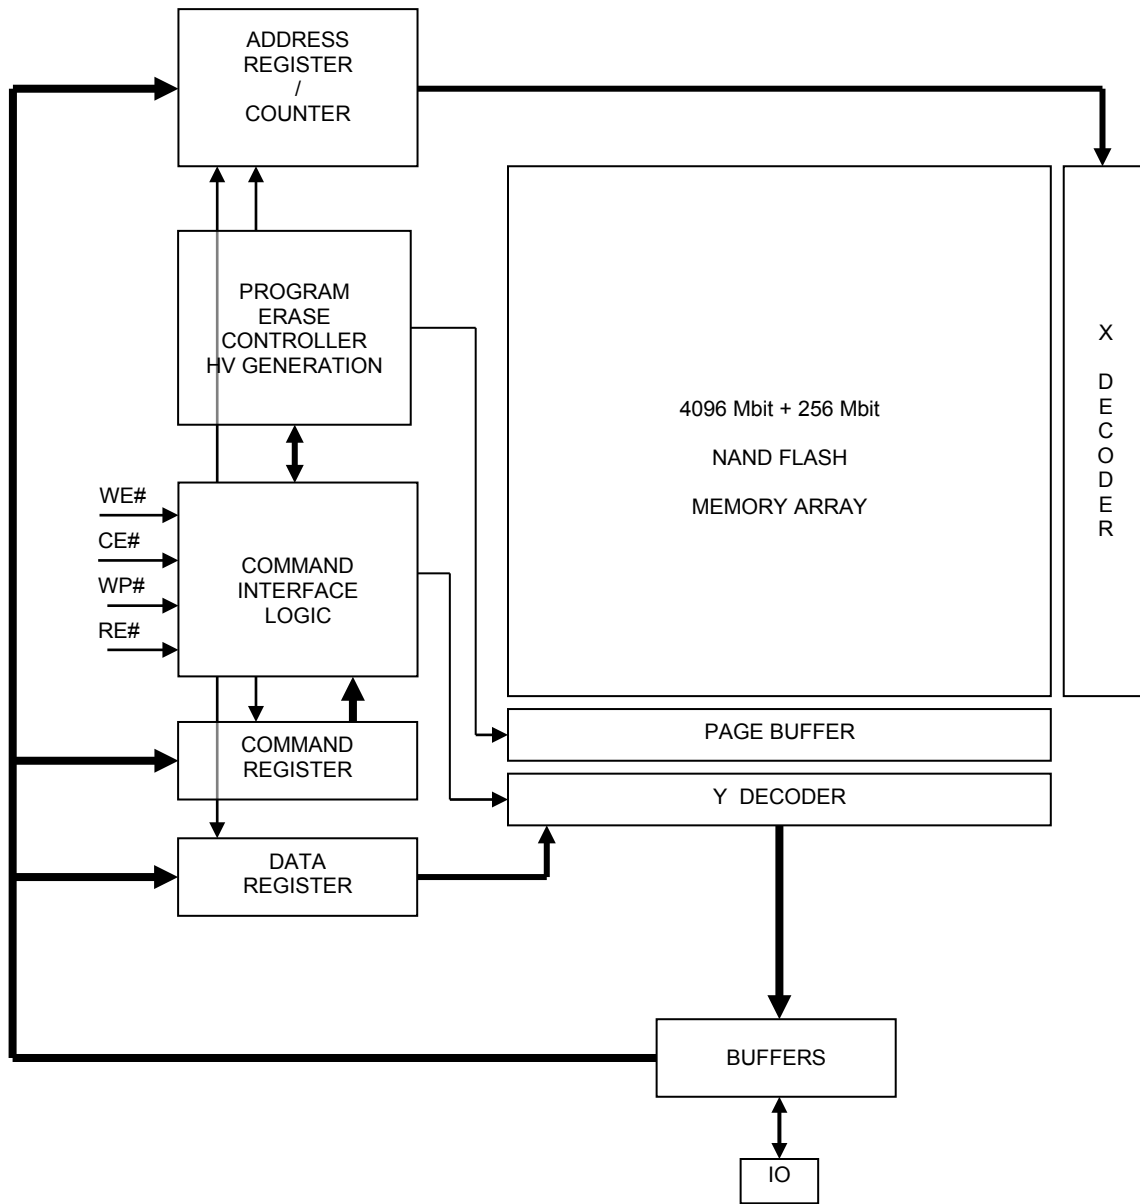 ADDRESS
REGISTER
/
COUNTER
PROGRAM
ERASE
CONTROLLER
HV GENERATION
4096 Mbit + 256 Mbit
NAND FLASH
MEMORY ARRAY
X
D
E
C
O
D
E
R
WE#
CE#
WP#
RE#
COMMAND
INTERFACE
LOGIC
COMMAND
REGISTER
PAGE BUFFER
Y DECODER
DATA
REGISTER
BUFFERS
IO